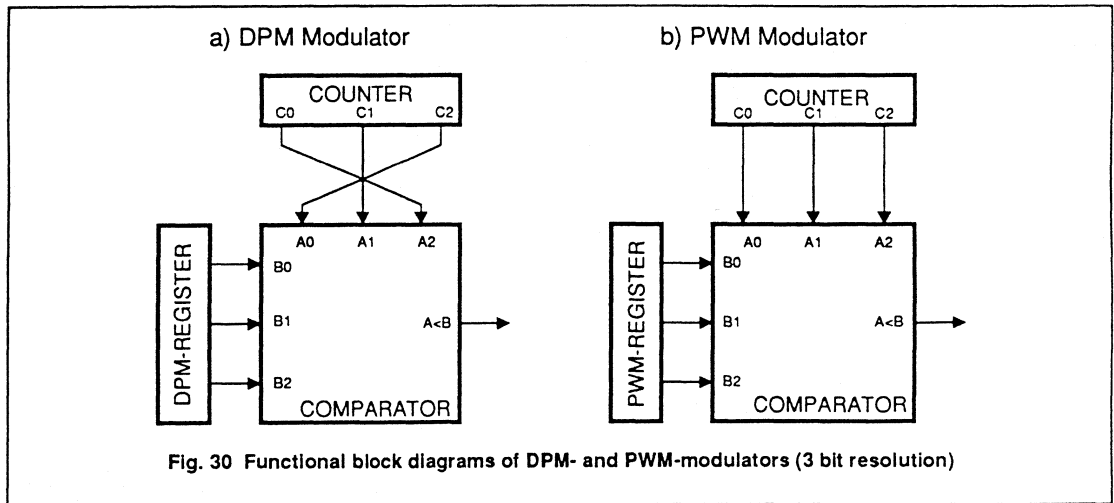 a) DPM Modulator
b) PWM Modulator
COUNTER
C0 C1 C2
COUNTER
C0 C1 C2
DPM-REGISTER
A0 A1 A2
B0
B1
B2
A<B
COMPARATOR
PWM-REGISTER
A0 A1 A2
B0
B1
B2
A<B
COMPARATOR
Fig. 30 Functional block diagrams of DPM- and PWM-modulators (3 bit resolution)